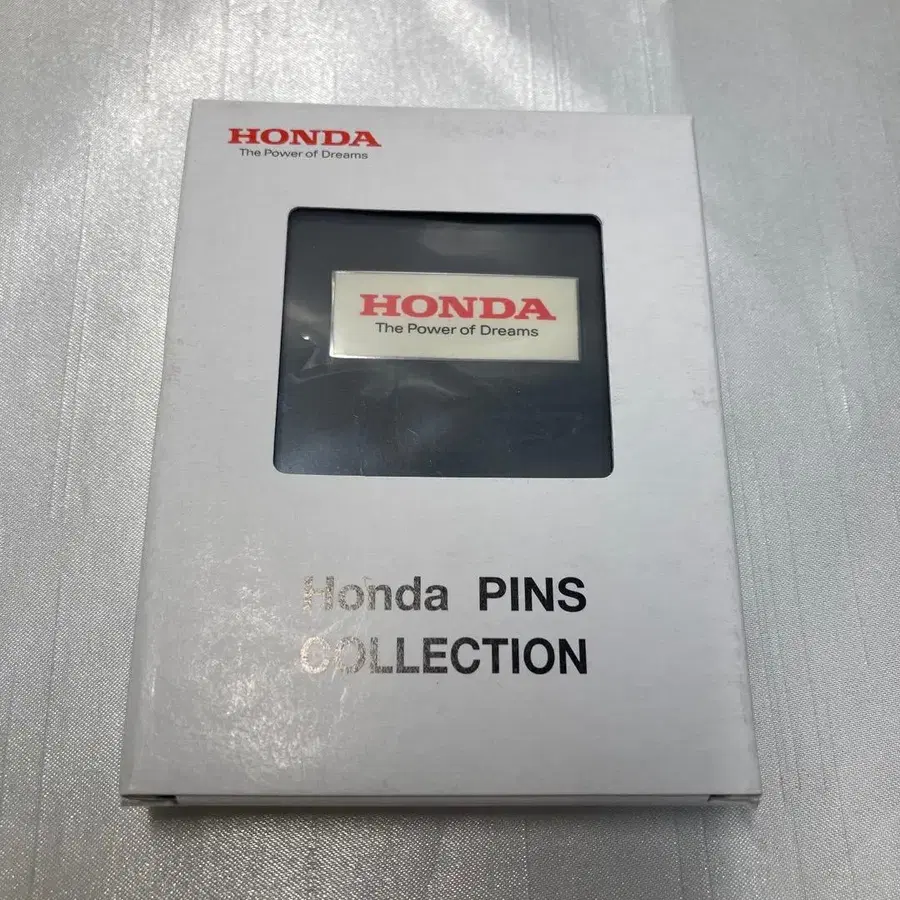 HONDA
The Power of Dreams
HONDA
The Power of Dreams
Honda PINS
COLLECTION